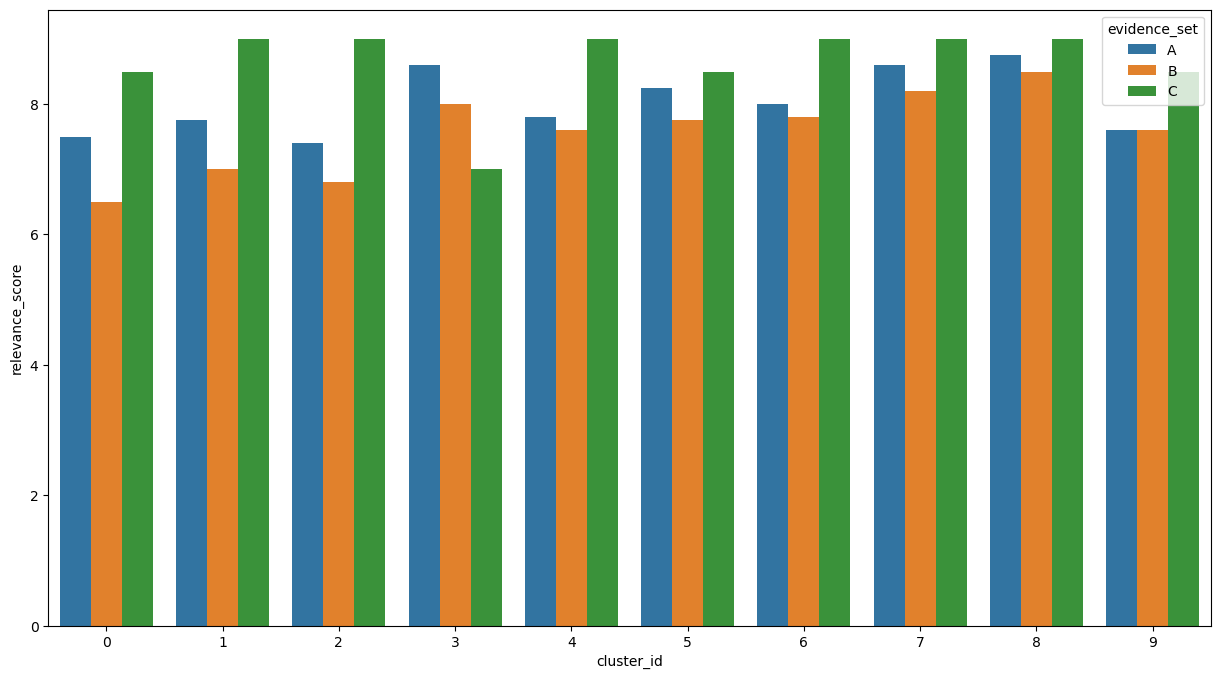 evidence_set
A
B
C
8
6
4
2
0
relevance_score
0 1 2 3 4 5 6 7 8 9
cluster_id